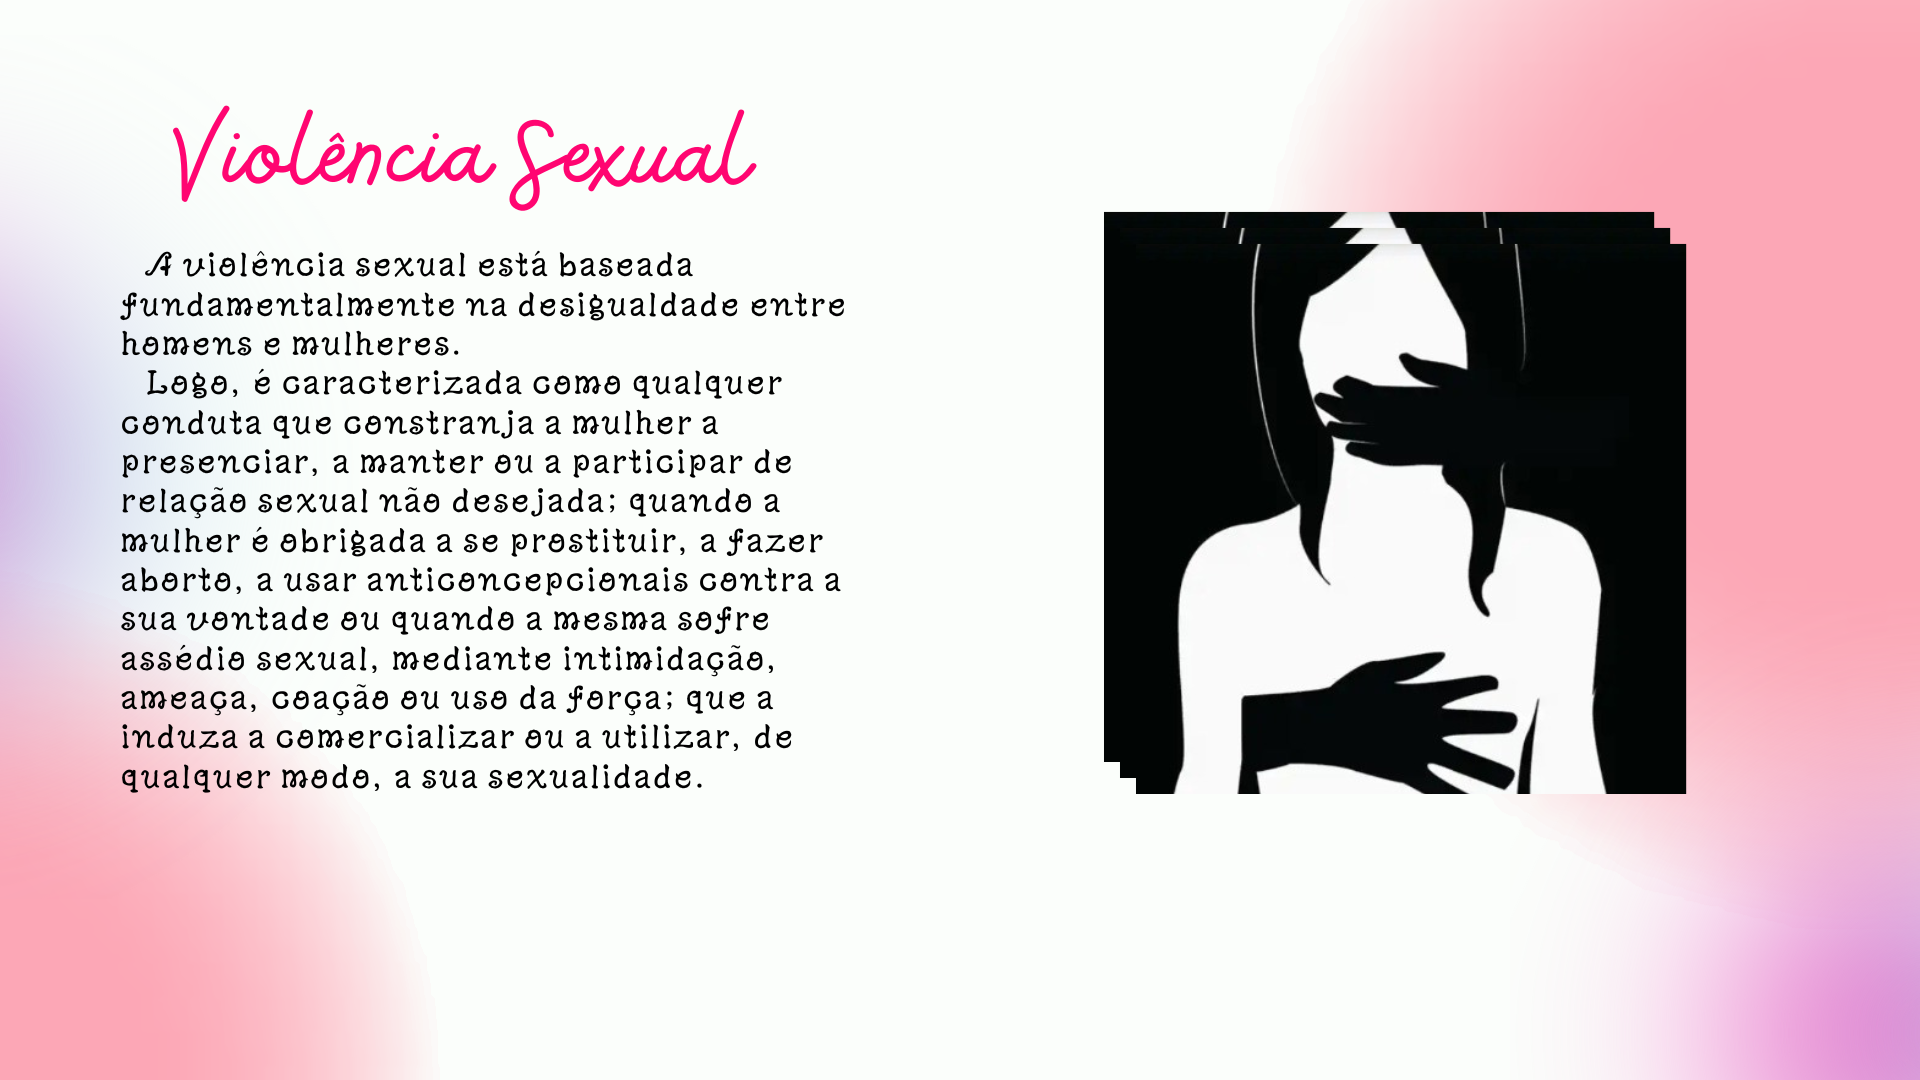 Violência Sexual
A violência sexual está baseada
fundamentalmente na desigualdade entre
homens e mulheres.
Logo, é caracterizada como qualquer
conduta que constranja a mulher a
presenciar, a manter ou a participar de
relação sexual não desejada; quando a
mulher é obrigada a se prostituir, a fazer
aborto, a usar anticoncepcionais contra a
sua vontade ou quando a mesma sofre
assédio sexual, mediante intimidação,
ameaça, coação ou uso da força; que a
induza a comercializar ou a utilizar, de
qualquer modo, a sua sexualidade.